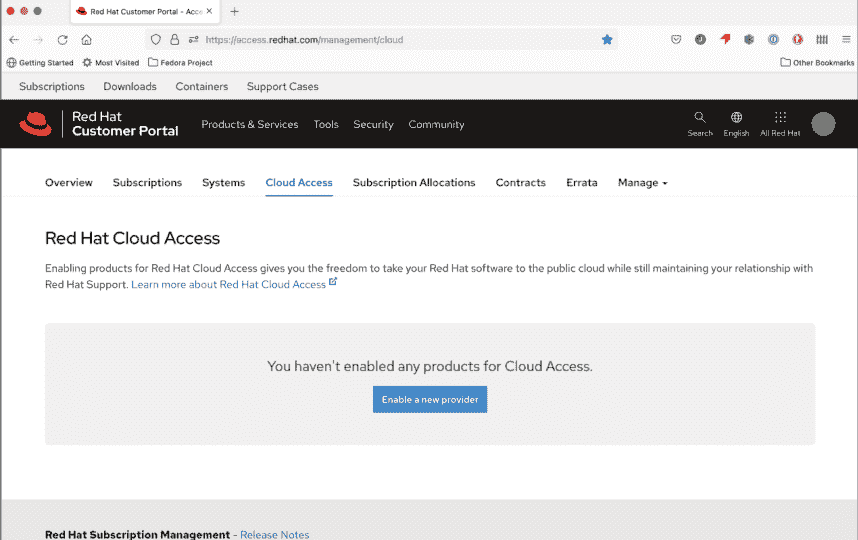 Red Hat Customer Portal - Acce
https://access.redhat.com/management/cloud
Getting Started Most Visited Fedora Project Other Bookmarks
Subscriptions Downloads Containers Support Cases
Red Hat
Customer Portal
Products & Services Tools Security Community
Search English All Red Hat
Overview Subscriptions Systems Cloud Access Subscription Allocations Contracts Errata Manage
Red Hat Cloud Access
Enabling products for Red Hat Cloud Access gives you the freedom to take your Red Hat software to the public cloud while still maintaining your relationship with
Red Hat Support. Learn more about Red Hat Cloud Access
You haven't enabled any products for Cloud Access.
Enable a new provider
Red Hat Subscription Management - Release Notes